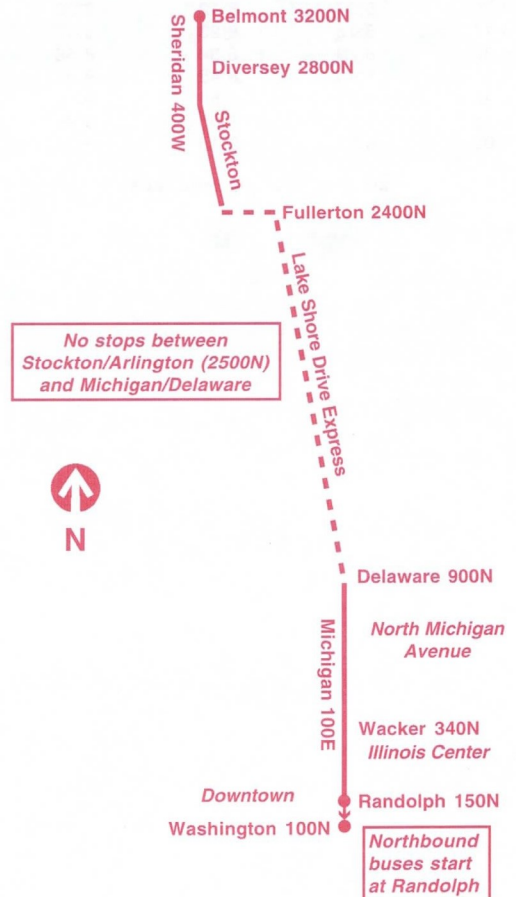 Belmont 3200N
Sheridan 400W
Diversey 2800N
Stockton
Fullerton 2400N
Lake Shore Drive Express
No stops between
Stockton/Arlington (2500N)
and Michigan/Delaware
N
Delaware 900N
Michigan 100E
North Michigan
Avenue
Wacker 340N
Illinois Center
Downtown
Randolph 150N
Washington 100N
Northbound
buses start
at Randolph